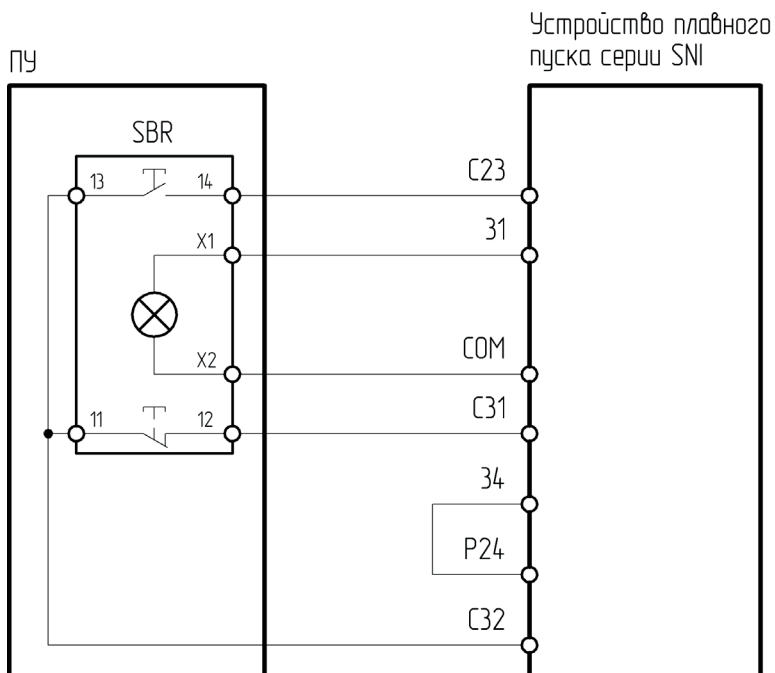 Устройство плавного
пуска серии SNI
ПУ
SBR
13
14
C23
X1
31
X2
COM
11
12
C31
34
P24
C32